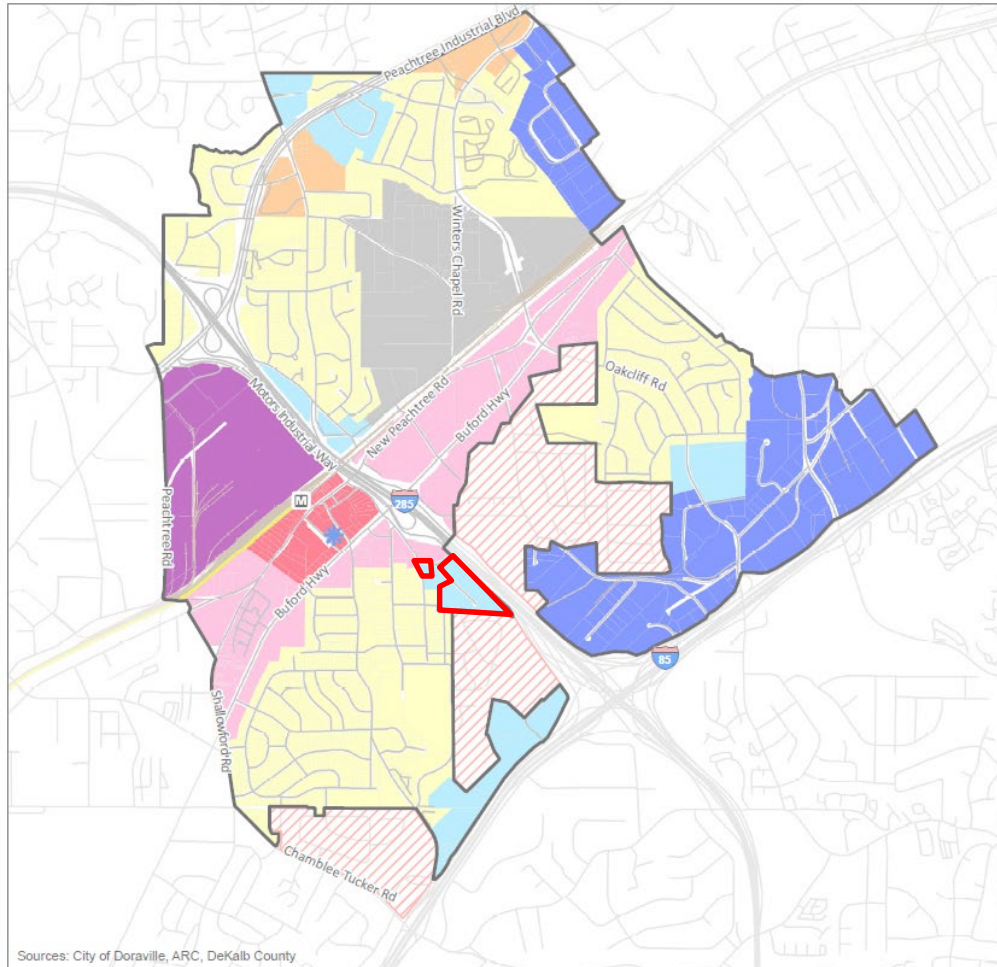 Peachtree Industrial Blvd
Winters Chapel Rd
Oakcliff Rd
Motors Industrial Way
New Peachtree Rd
Buford Hwy
Peachtree Rd
M
285
Buford Hwy
85
Shallowford Rd
Chamblee Tucker Rd
Sources: City of Doraville, ARC, DeKalb County